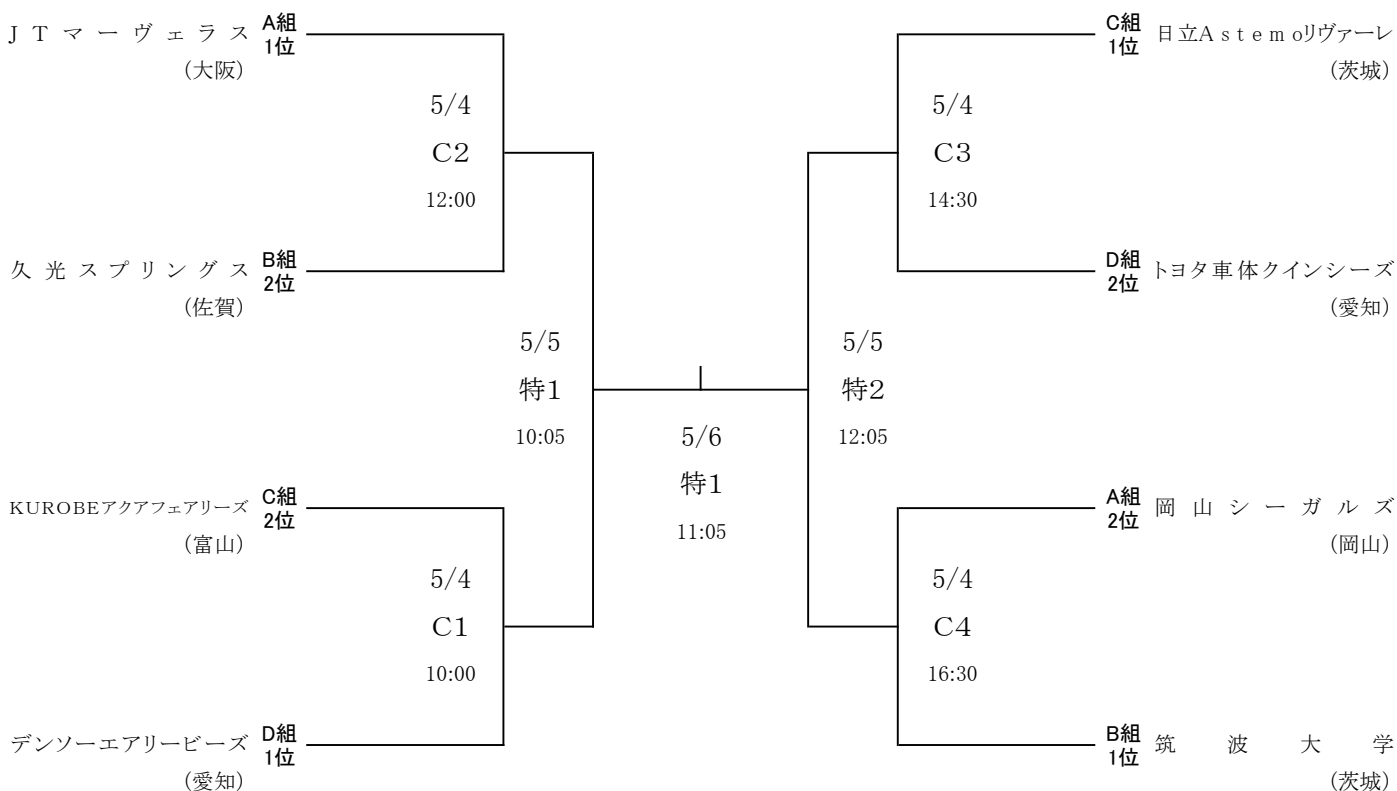 JTマーヴェラス
A組
1位
(大阪)
5/4
C2
12:00
久光スプリングス
B組
2位
(佐賀)
5/5
特1
10:05
KUROBEアクアフェアリーズ
C組
2位
(富山)
5/4
C1
10:00
デンソーエアリービーズ
D組
1位
(愛知)
5/6
特1
11:05
C組
1位
日立Astemoリヴァーレ
(茨城)
5/4
C3
14:30
D組
2位
トヨタ車体クインシーズ
(愛知)
5/5
特2
12:05
A組
2位
岡山シーガルズ
(岡山)
5/4
C4
16:30
B組
1位
筑波大学
(茨城)